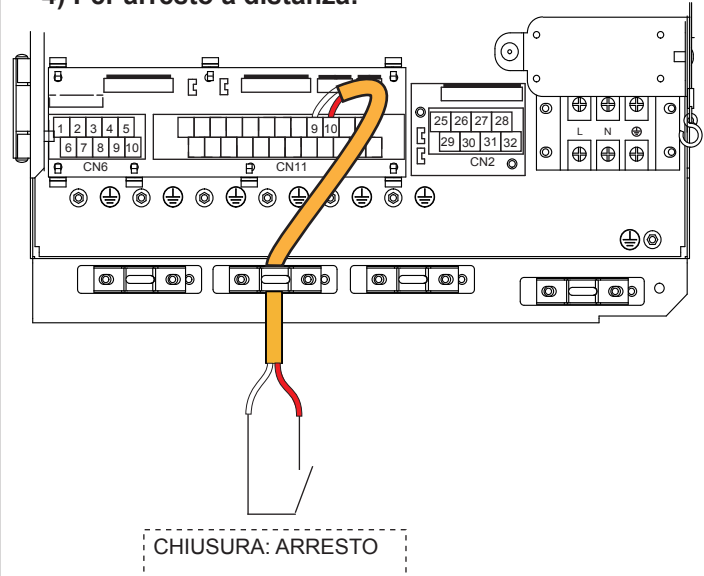 4) Per arresto a distanza:
1 2 3 4 5
6 7 8 9 10
CN6
9 10
CN11
25 26 27 28
29 30 31 32
CN2
L N
CHIUSURA: ARRESTO